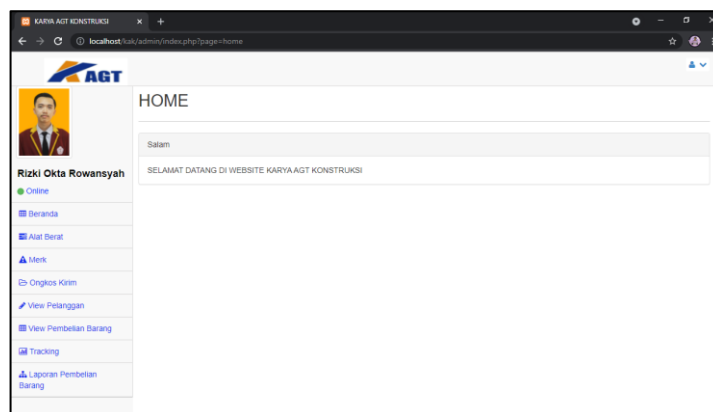 KARYA AGT KONSTRUKSI
localhost/kak/admin/index.php?page=home
AGT
HOME
Salam
SELAMAT DATANG DI WEBSITE KARYA AGT KONSTRUKSI
Rizki Okta Rowansyah
Online
Beranda
Alat Berat
Merk
Ongkos Kirim
View Pelanggan
View Pembelian Barang
Tracking
Laporan Pembelian
Barang